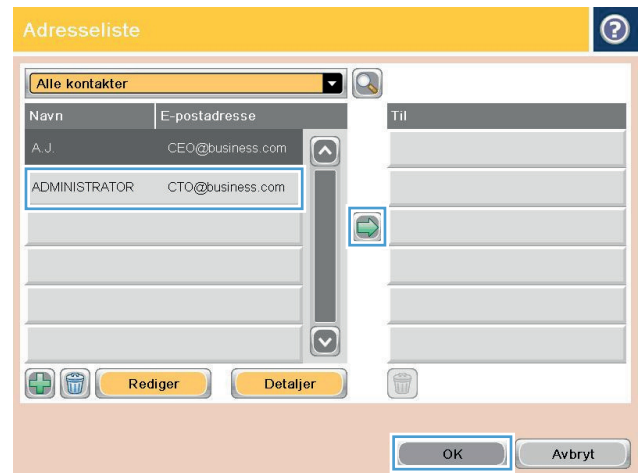 Adresseliste
Alle kontakter
Navn E-postadresse Til
A.J. CEO@business.com
ADMINISTRATOR CTO@business.com
Rediger Detaljer
OK Avbryt